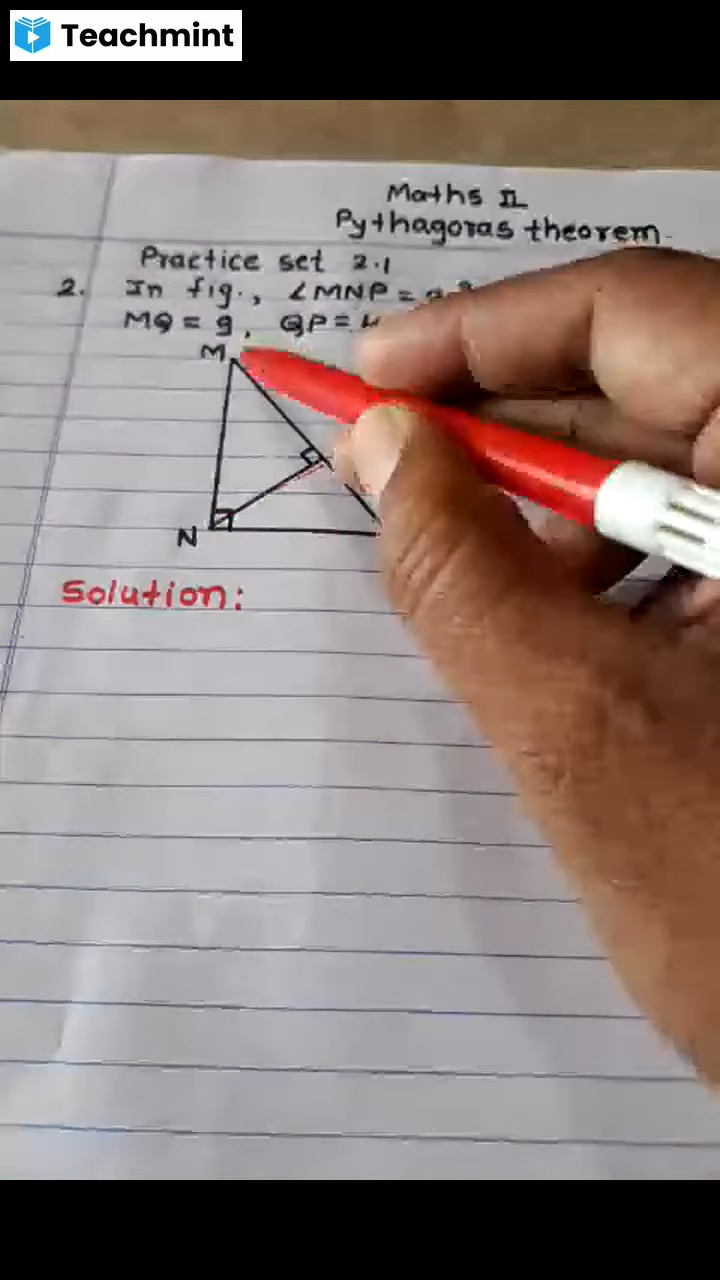 Teachmint
Maths II
Pythagoras theorem.
Practice set 2.1
2. In fig., ∠MNP =
MQ = 9, QP =
M
N
Solution: